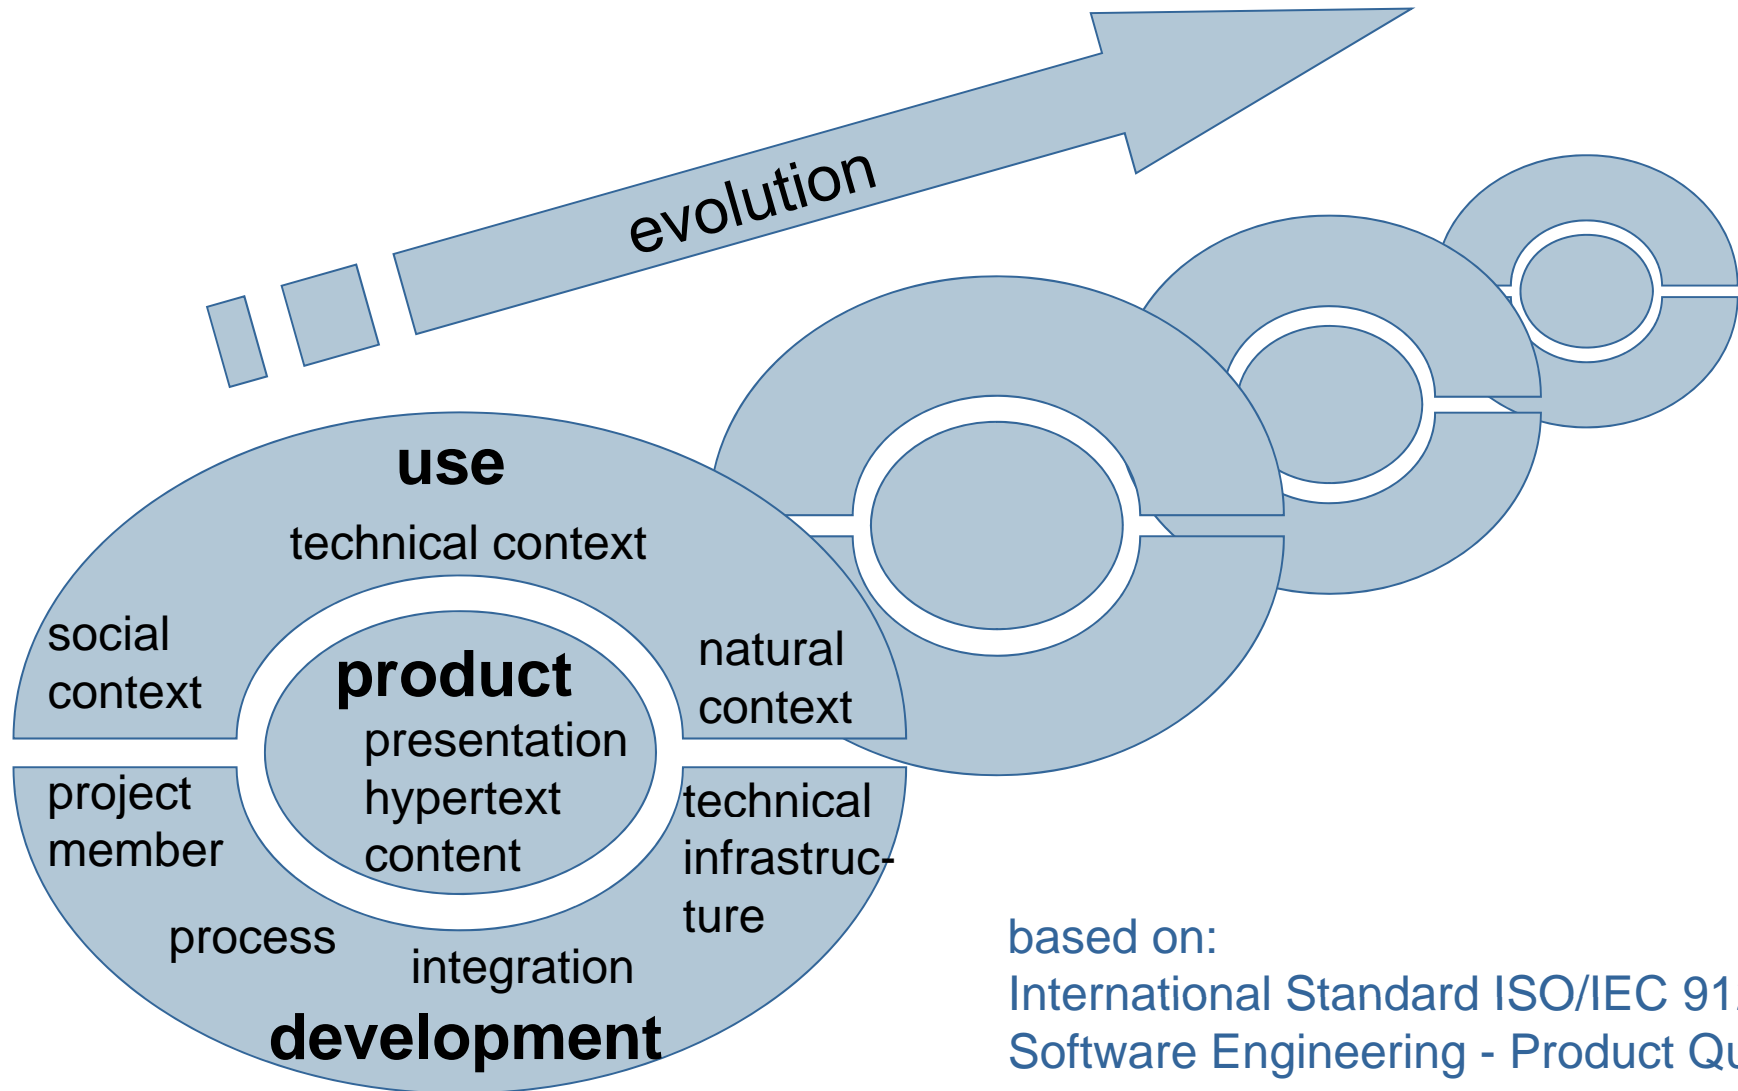 evolution
use
technical context
social
context
natural
context
product
presentation
hypertext
content
project
member
technical
infrastruc-
ture
process
integration
development
based on:
International Standard ISO/IEC 91
Software Engineering - Product Qu